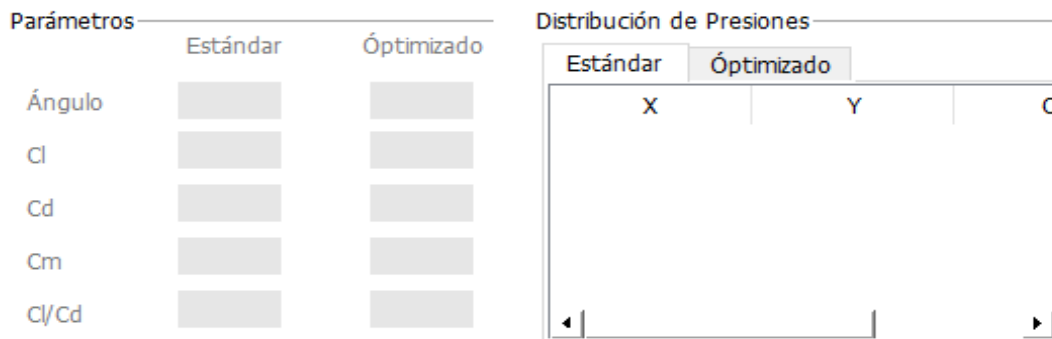 Parámetros
Estándar Óptimizado
Ángulo
Cl
Cd
Cm
Cl/Cd
Distribución de Presiones
Estándar Óptimizado
X Y